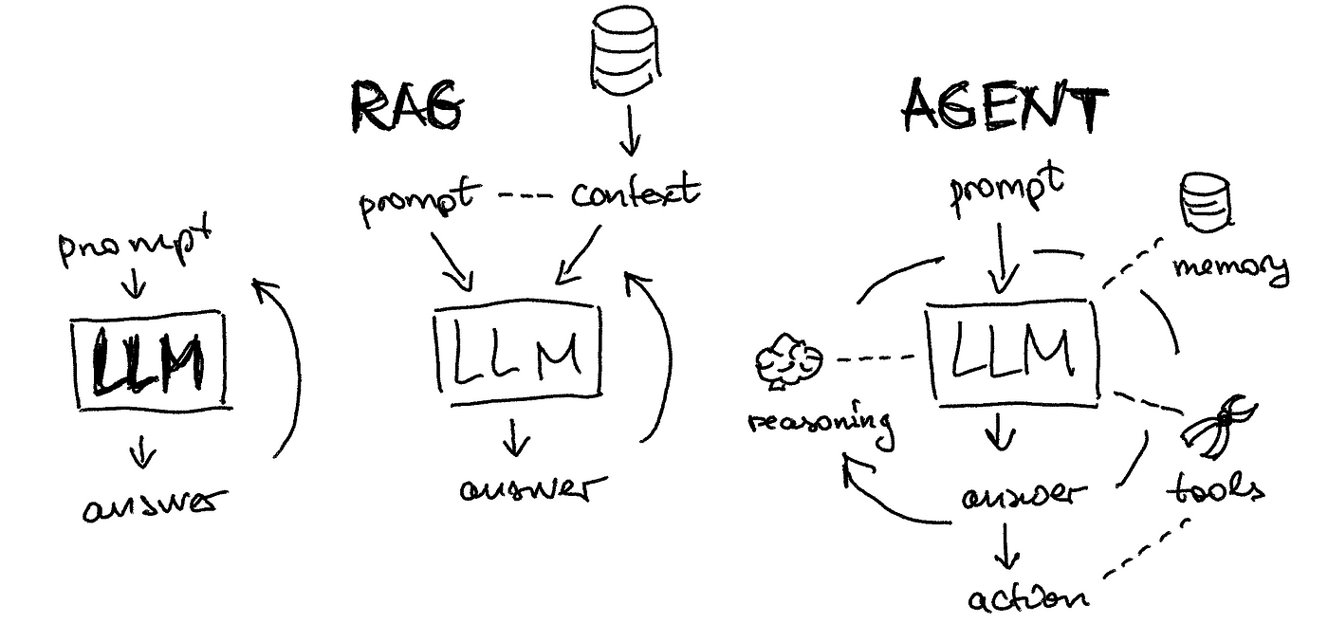 prompt
LLM
answer
RAG
prompt --- context
LLM
answer
AGENT
prompt
memory
LLM
reasoning
tools
answer
action